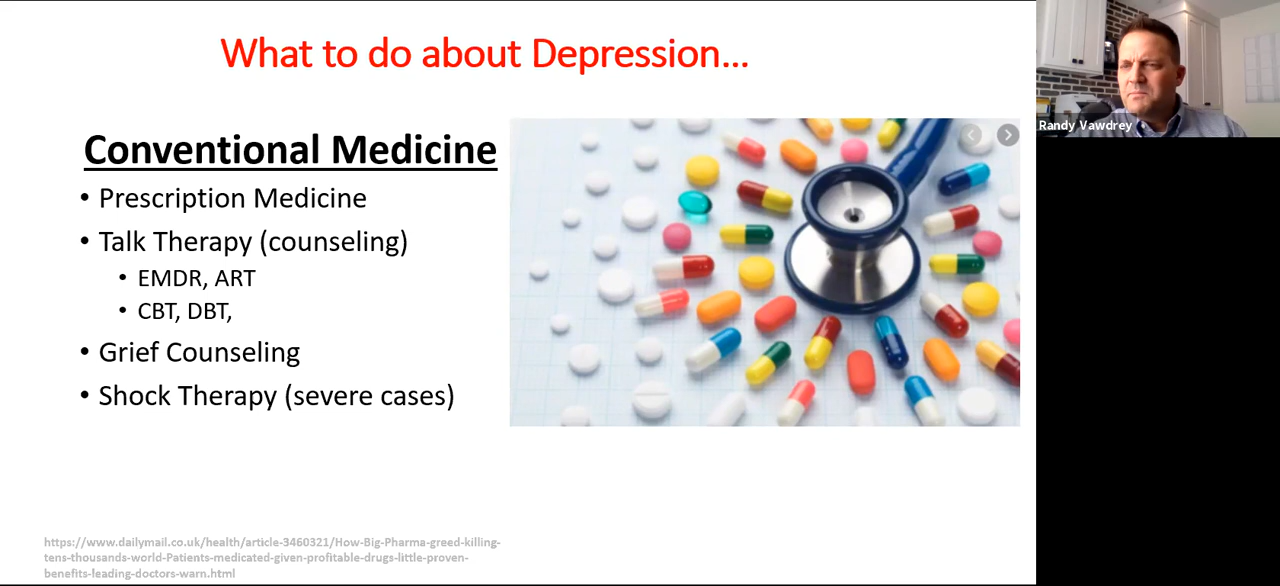 What to do about Depression...
Conventional Medicine
• Prescription Medicine
• Talk Therapy (counseling)
• EMDR, ART
• CBT, DBT,
• Grief Counseling
• Shock Therapy (severe cases)
Randy Vawdrey
https://www.dailymail.co.uk/health/article-3460321/How-Big-Pharma-greed-killing-
tens-thousands-world-Patients-medicated-given-profitable-drugs-little-proven-
benefits-leading-doctors-warn.html